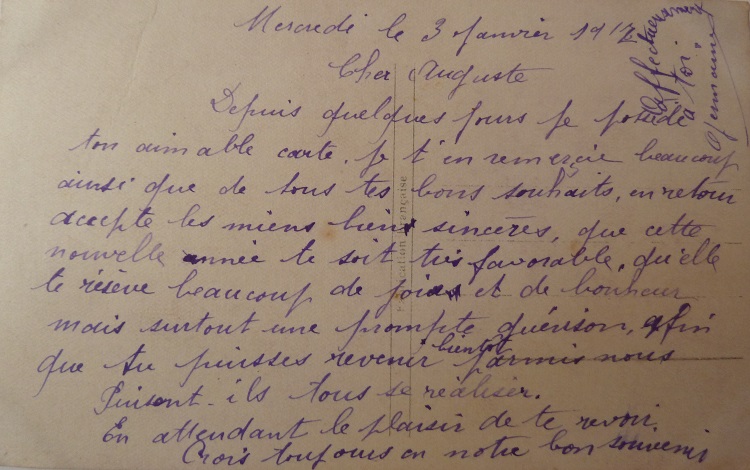 Mercredi le 3 Janvier 1917
Cher Auguste
Depuis quelques jours je possède
ton aimable carte. Je t'en remerçie beaucoup
ainsi que de tous tes bons souhaits, en retour
accepte les miens bien sincères, que cette
nouvelle année te soit très favorable, qu'elle
te réserve beaucoup de joies et de bonheur
mais surtout une prompte guérison, afin
que tu puisses revenir bientôt parmis nous
Puisent-ils tous se réaliser.
En attendant le plaisir de te revoir.
Crois toujours en notre bon souvenir
Affectueusement
à toi
Germaine
Française